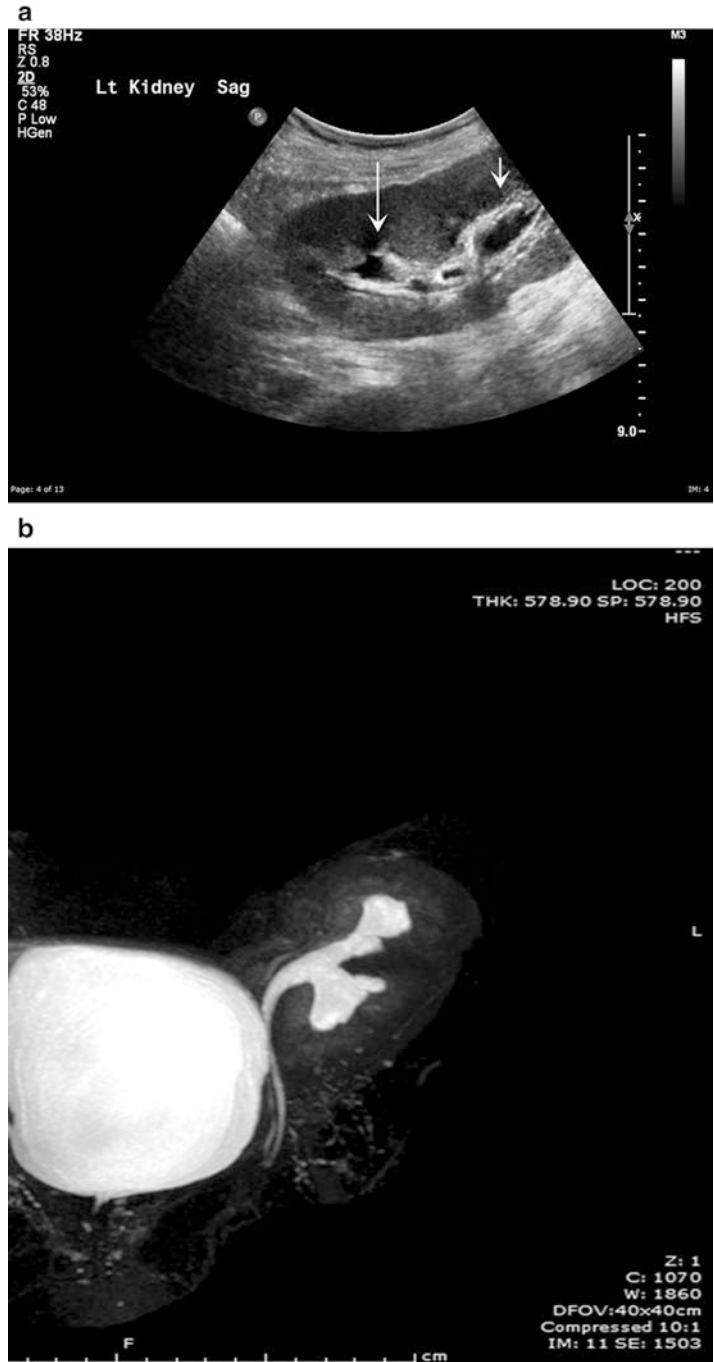 a
FR 38Hz
RS
Z 0.8
2D
53%
C 48
P Low
HGen
Lt Kidney Sag
P
M3
x
9.0
Page: 4 of 13
IM: 4
b
---
LOC: 200
THK: 578.90 SP: 578.90
HFS
L
Z: 1
C: 1070
W: 1860
DFOV:40x40cm
Compressed 10:1
IM: 11 SE: 1503
F
cm